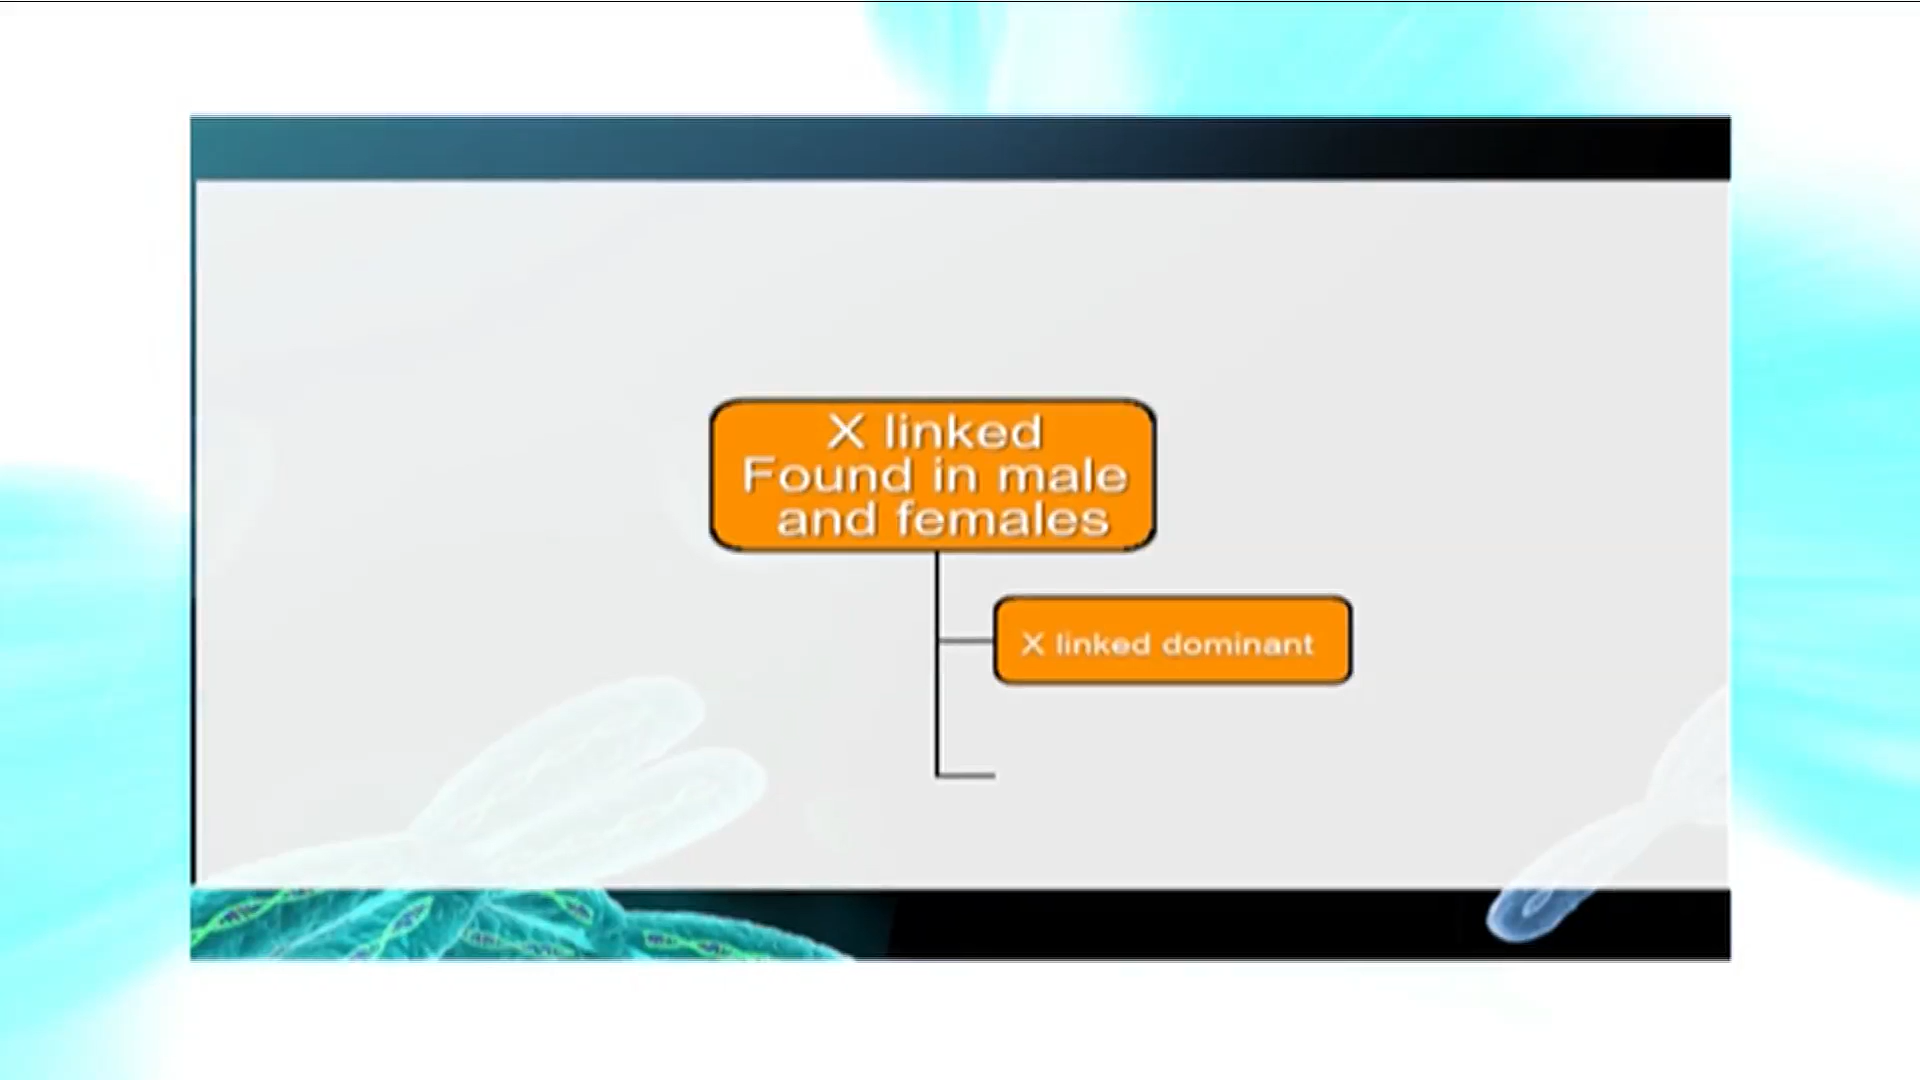 X linked
Found in male
and females
X linked dominant